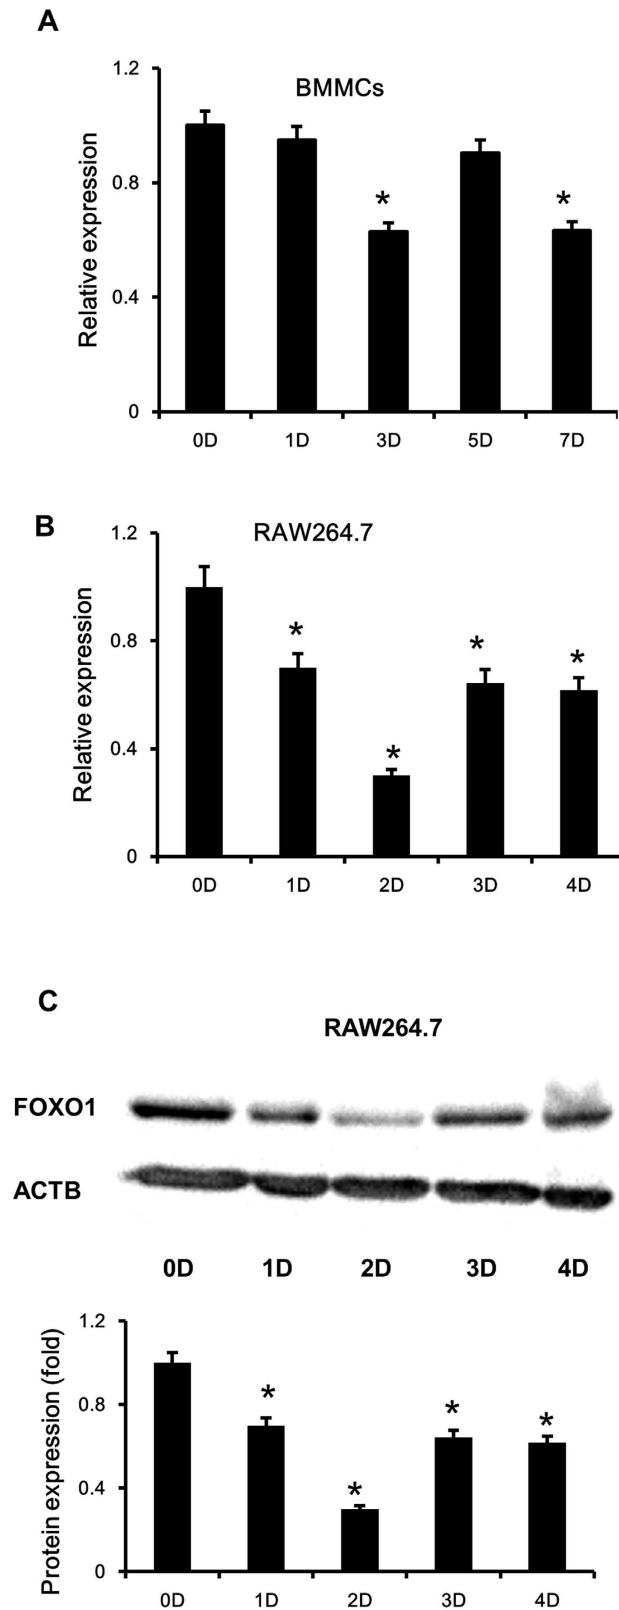 A
BMMCs
Relative expression
1.2
0.8
*
*
0.4
0
0D 1D 3D 5D 7D
B
RAW264.7
Relative expression
1.2
0.8
*
*
*
0.4
*
0
0D 1D 2D 3D 4D
C
RAW264.7
FOXO1
ACTB
0D 1D 2D 3D 4D
Protein expression (fold)
1.2
0.8
*
*
*
0.4
*
0
0D 1D 2D 3D 4D